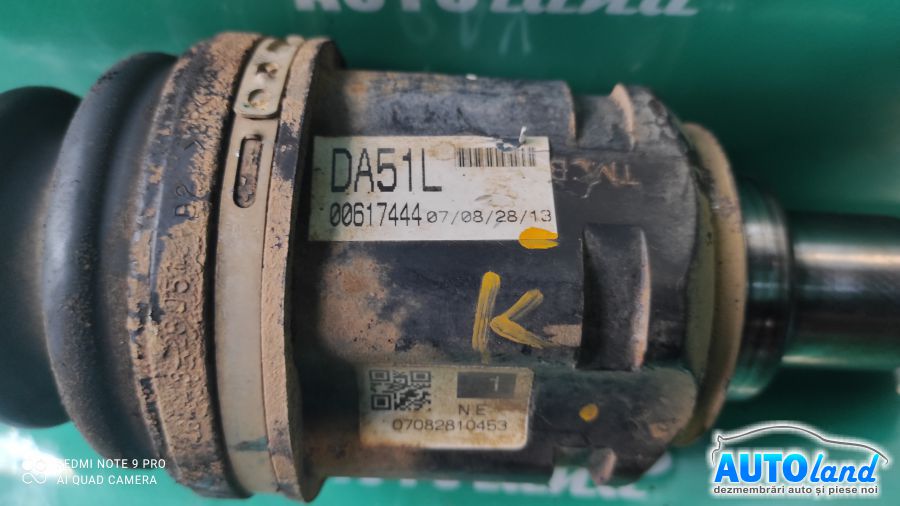 DA51L
00617444 07/08/28/13
K
1
NE
07082810453
REDMI NOTE 9 PRO
AI QUAD CAMERA
AUTOland
dezmembrări auto și piese noi